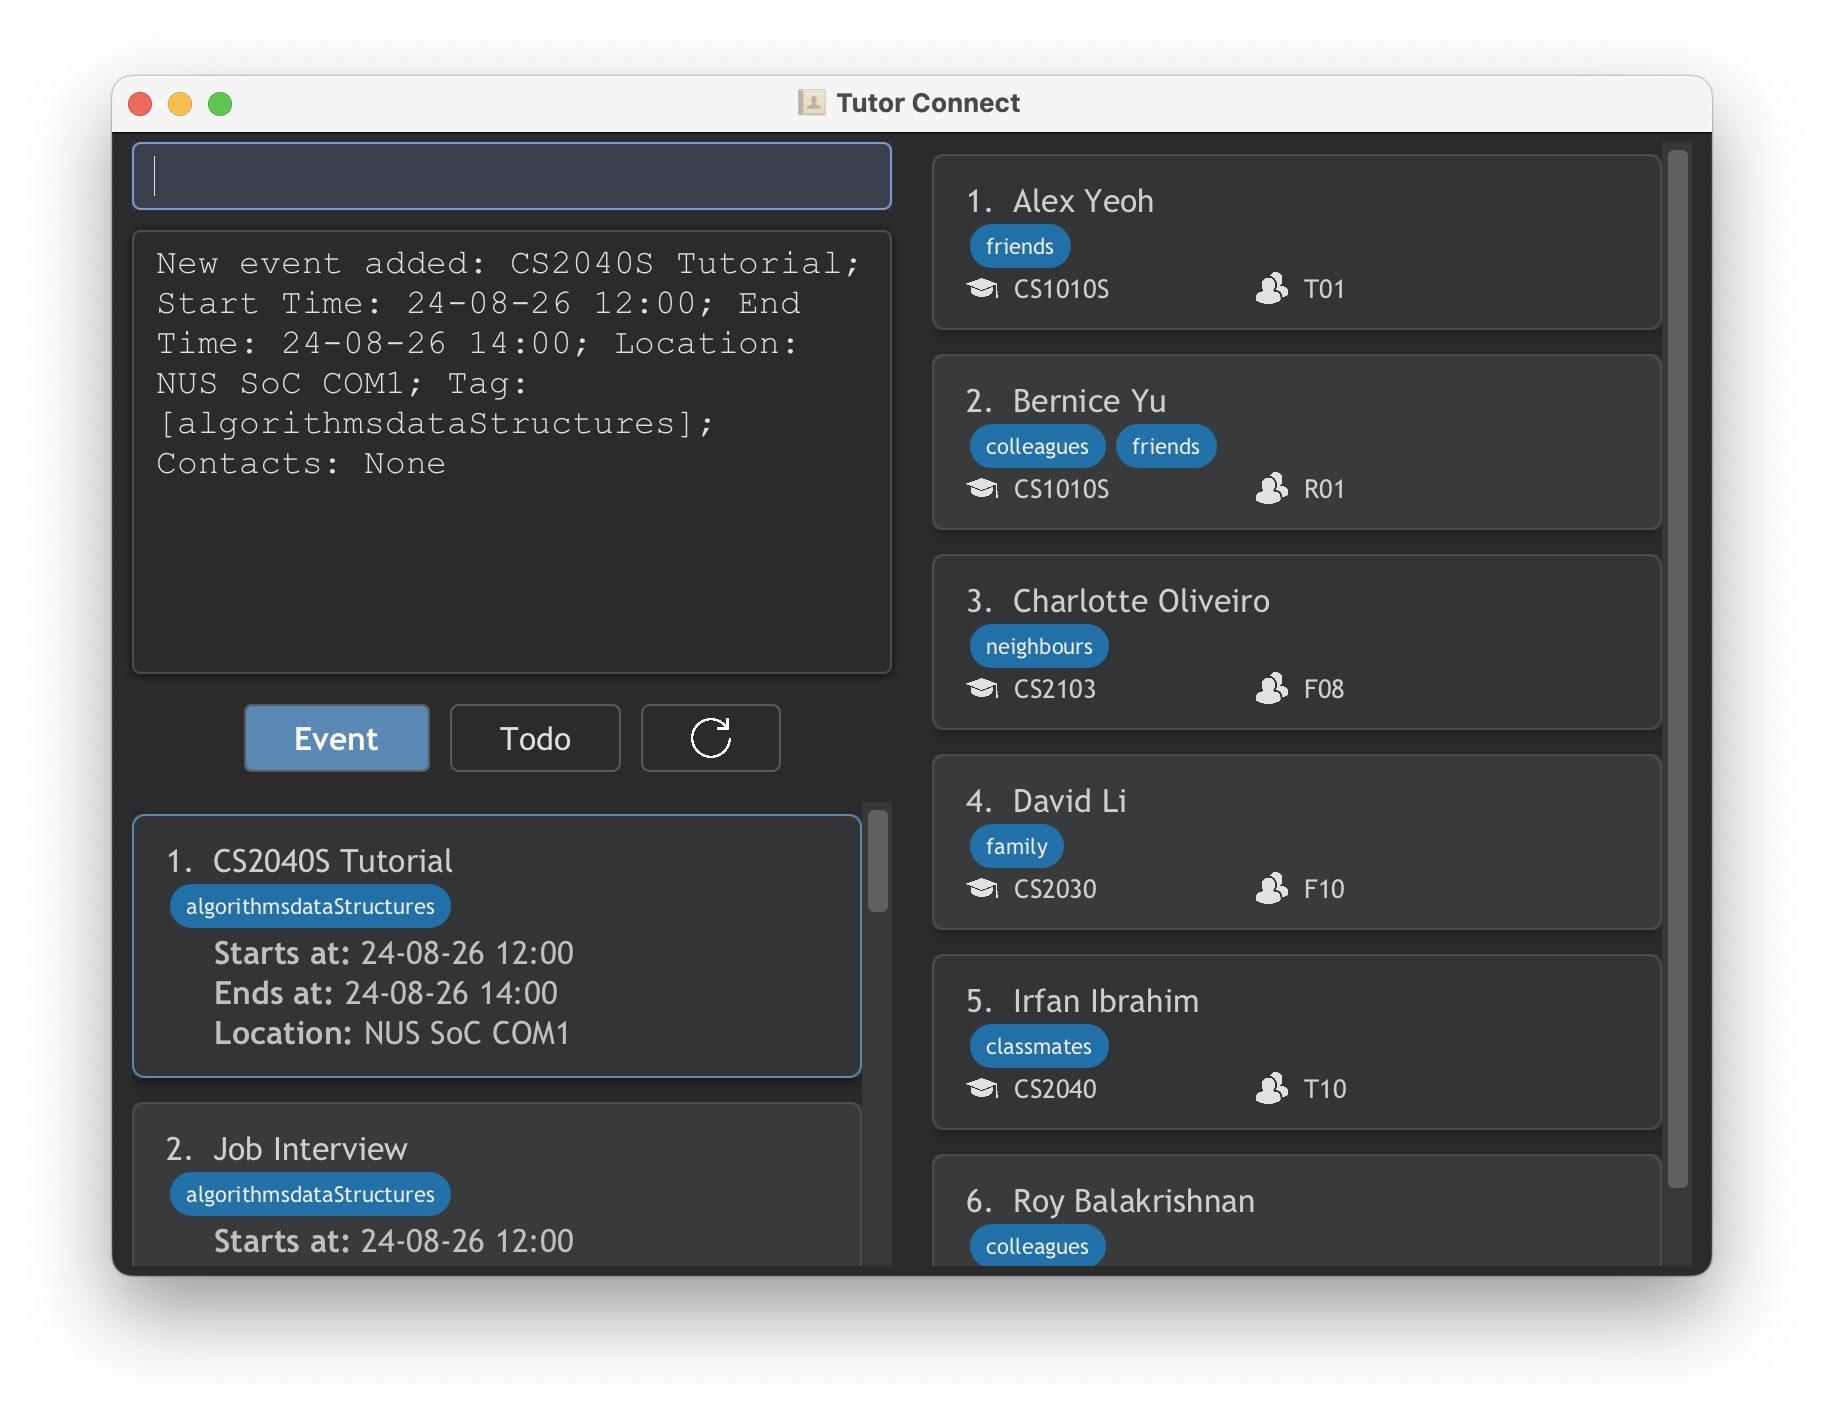 Tutor Connect
New event added: CS2040S Tutorial;
Start Time: 24-08-26 12:00; End
Time: 24-08-26 14:00; Location:
NUS SoC COM1; Tag:
[algorithmsdataStructures];
Contacts: None
Event Todo
1. CS2040S Tutorial
algorithmsdataStructures
Starts at: 24-08-26 12:00
Ends at: 24-08-26 14:00
Location: NUS SoC COM1
2. Job Interview
algorithmsdataStructures
Starts at: 24-08-26 12:00
1. Alex Yeoh
friends
CS1010S T01
2. Bernice Yu
colleagues friends
CS1010S R01
3. Charlotte Oliveiro
neighbours
CS2103 F08
4. David Li
family
CS2030 F10
5. Irfan Ibrahim
classmates
CS2040 T10
6. Roy Balakrishnan
colleagues